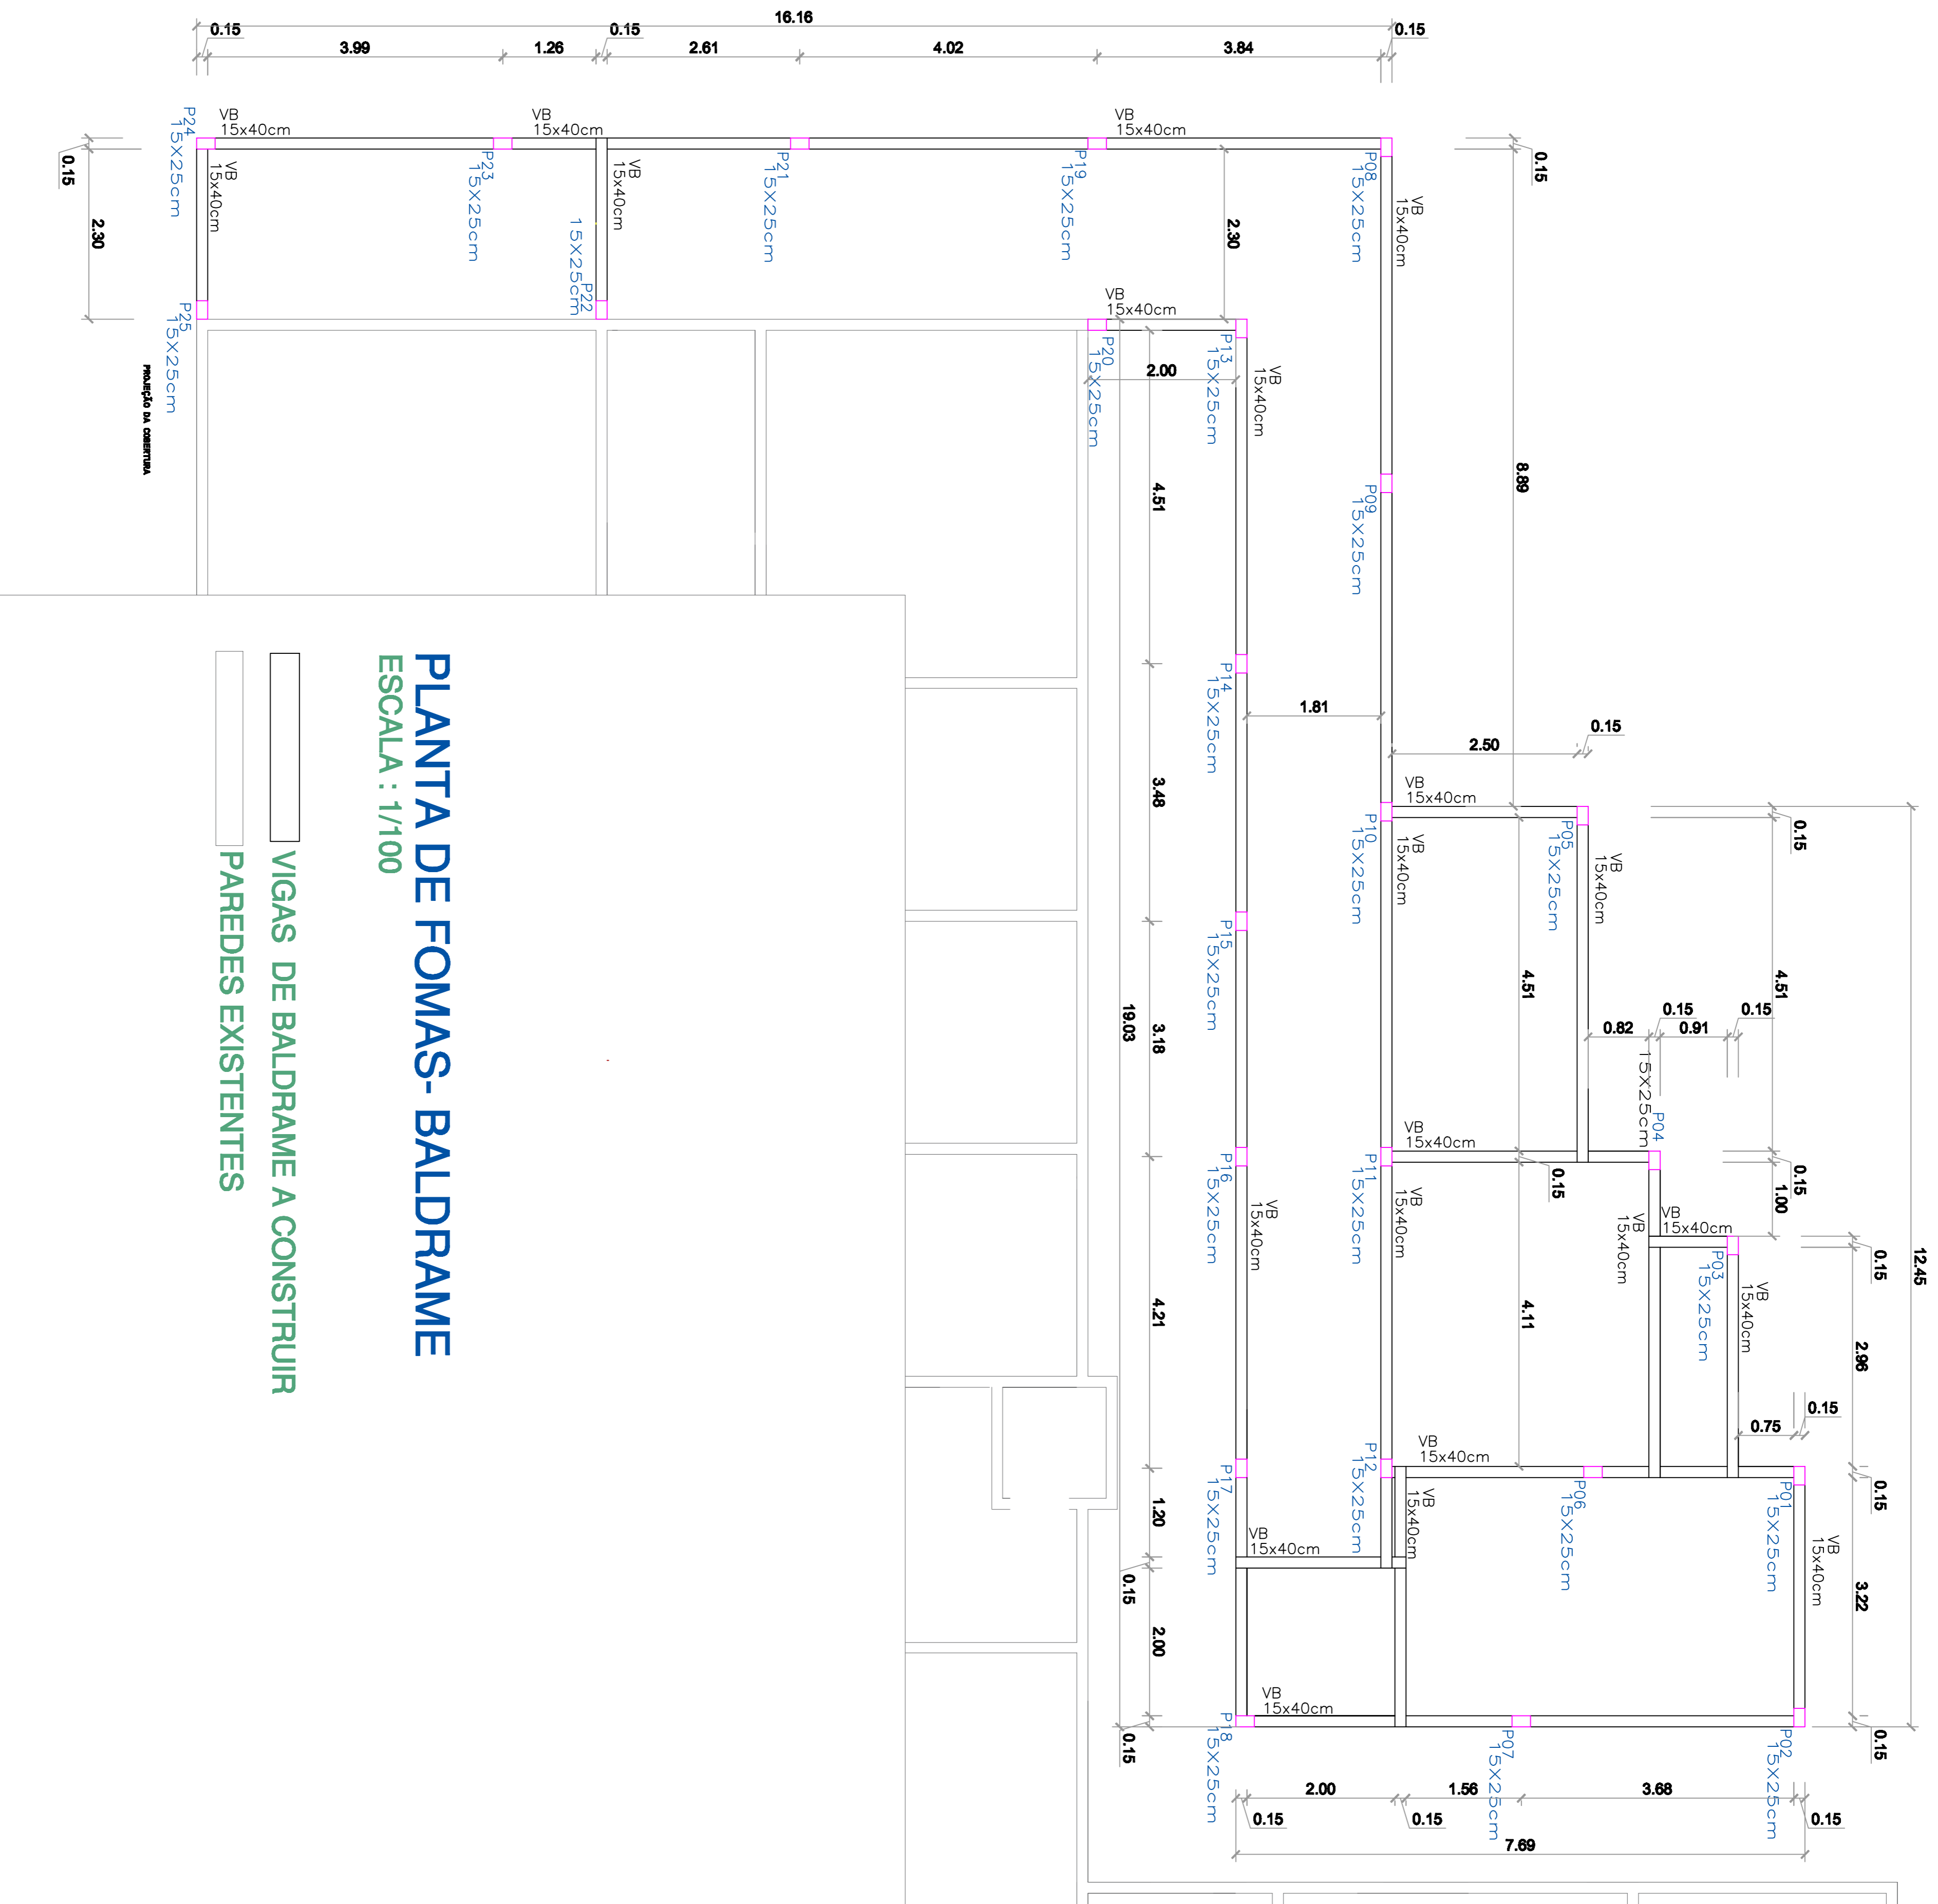 16.16
0.15
3.99
1.26
0.15
2.61
4.02
3.84
0.15
VB
15x40cm
VB
15x40cm
VB
15x40cm
P24
15X25cm
VB
15x40cm
P23
15X25cm
VB
15x40cm
15X25cm
P22
P21
15X25cm
P19
15X25cm
P08
15X25cm
VB
15x40cm
0.15
0.15
2.30
2.30
8.89
P25
15X25cm
PROJEÇÃO DA COBERTURA
VB
15x40cm
P20
15X25cm
2.00
P13
15X25cm
VB
15x40cm
4.51
P09
15X25cm
P14
15X25cm
1.81
2.50
0.15
3.48
VB
15x40cm
P10
15X25cm
VB
15x40cm
P05
15X25cm
VB
15x40cm
0.15
12.45
P15
15X25cm
4.51
4.51
19.03
3.18
0.82
0.15
0.91
0.15
15X25cm
P04
VB
15x40cm
P16
15X25cm
P11
15X25cm
0.15
0.15
1.00
VB
15x40cm
VB
15x40cm
VB
15x40cm
VB
15x40cm
P03
15X25cm
VB
15x40cm
0.15
4.21
4.11
2.96
0.75
0.15
VB
15x40cm
P17
15X25cm
P12
15X25cm
VB
15x40cm
P06
15X25cm
P01
15X25cm
VB
15x40cm
0.15
1.20
VB
15x40cm
0.15
3.22
2.00
VB
15x40cm
P18
15X25cm
P07
15X25cm
P02
15X25cm
0.15
0.15
2.00
1.56
3.68
0.15
0.15
0.15
7.69
PLANTA DE FOMAS- BALDRAME
ESCALA : 1/100
VIGAS DE BALDRAME A CONSTRUIR
PAREDES EXISTENTES